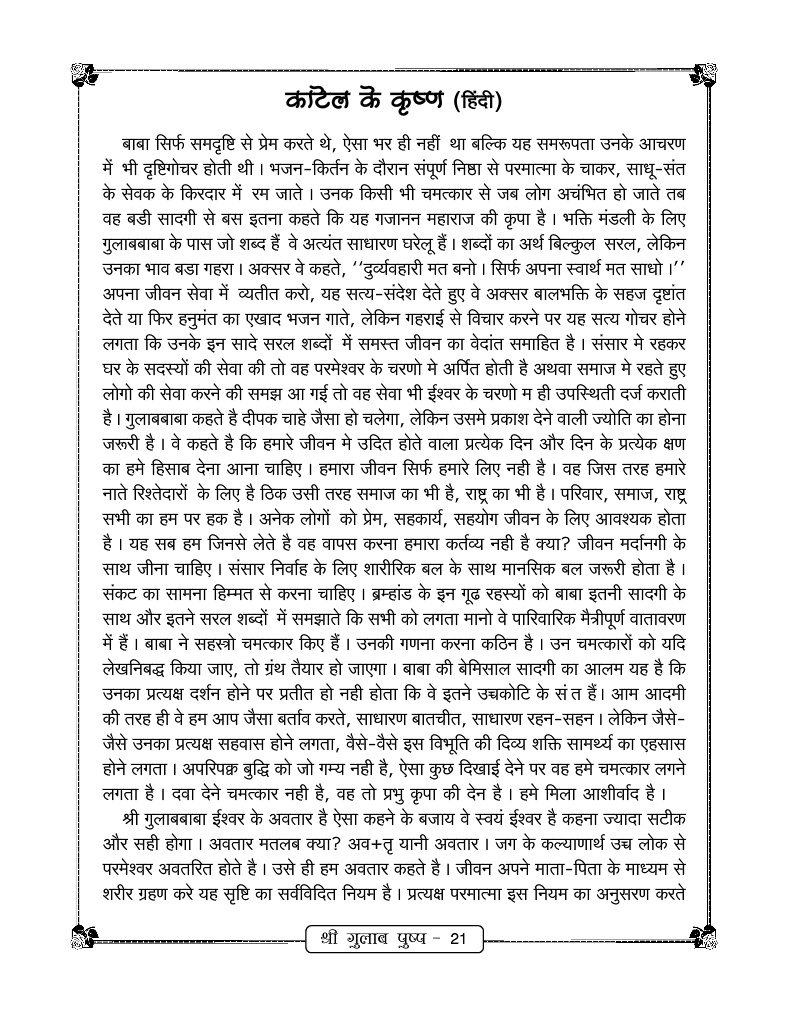 कांटेल के कृष्ण (हिंदी)
बाबा सिर्फ समदृष्टि से प्रेम करते थे, ऐसा भर ही नहीं था बल्कि यह समरूपता उनके आचरण
में भी दृष्टिगोचर होती थी । भजन-किर्तन के दौरान संपूर्ण निष्ठा से परमात्मा के चाकर, साधू-संत
के सेवक के किरदार में रम जाते । उनक किसी भी चमत्कार से जब लोग अचंभित हो जाते तब
वह बडी सादगी से बस इतना कहते कि यह गजानन महाराज की कृपा है । भक्ति मंडली के लिए
गुलाबबाबा के पास जो शब्द हैं वे अत्यंत साधारण घरेलू हैं । शब्दों का अर्थ बिल्कुल सरल, लेकिन
उनका भाव बडा गहरा । अक्सर वे कहते, ‘‘दुर्व्यवहारी मत बनो । सिर्फ अपना स्वार्थ मत साधो ।’’
अपना जीवन सेवा में व्यतीत करो, यह सत्य-संदेश देते हुए वे अक्सर बालभक्ति के सहज दृष्टांत
देते या फिर हनुमंत का एखाद भजन गाते, लेकिन गहराई से विचार करने पर यह सत्य गोचर होने
लगता कि उनके इन सादे सरल शब्दों में समस्त जीवन का वेदांत समाहित है । संसार मे रहकर
घर के सदस्यों की सेवा की तो वह परमेश्वर के चरणो मे अर्पित होती है अथवा समाज मे रहते हुए
लोगो की सेवा करने की समझ आ गई तो वह सेवा भी ईश्वर के चरणो म ही उपस्थिती दर्ज कराती
है । गुलाबबाबा कहते है दीपक चाहे जैसा हो चलेगा, लेकिन उसमे प्रकाश देने वाली ज्योति का होना
जरूरी है । वे कहते है कि हमारे जीवन मे उदित होते वाला प्रत्येक दिन और दिन के प्रत्येक क्षण
का हमे हिसाब देना आना चाहिए । हमारा जीवन सिर्फ हमारे लिए नही है । वह जिस तरह हमारे
नाते रिश्तेदारों के लिए है ठिक उसी तरह समाज का भी है, राष्ट्र का भी है । परिवार, समाज, राष्ट्र
सभी का हम पर हक है । अनेक लोगों को प्रेम, सहकार्य, सहयोग जीवन के लिए आवश्यक होता
है । यह सब हम जिनसे लेते है वह वापस करना हमारा कर्तव्य नही है क्या? जीवन मर्दानगी के
साथ जीना चाहिए । संसार निर्वाह के लिए शारीरिक बल के साथ मानसिक बल जरूरी होता है ।
संकट का सामना हिम्मत से करना चाहिए । ब्रम्हांड के इन गूढ रहस्यों को बाबा इतनी सादगी के
साथ और इतने सरल शब्दों में समझाते कि सभी को लगता मानो वे पारिवारिक मैत्रीपूर्ण वातावरण
में हैं । बाबा ने सहस्त्रो चमत्कार किए हैं । उनकी गणना करना कठिन है । उन चमत्कारों को यदि
लेखनिबद्ध किया जाए, तो ग्रंथ तैयार हो जाएगा । बाबा की बेमिसाल सादगी का आलम यह है कि
उनका प्रत्यक्ष दर्शन होने पर प्रतीत हो नही होता कि वे इतने उच्चकोटि के संत हैं। आम आदमी
की तरह ही वे हम आप जैसा बर्ताव करते, साधारण बातचीत, साधारण रहन-सहन । लेकिन जैसे-
जैसे उनका प्रत्यक्ष सहवास होने लगता, वैसे-वैसे इस विभूति की दिव्य शक्ति सामर्थ्य का एहसास
होने लगता । अपरिपक्व बुद्धि को जो गम्य नही है, ऐसा कुछ दिखाई देने पर वह हमे चमत्कार लगने
लगता है । दवा देने चमत्कार नही है, वह तो प्रभु कृपा की देन है । हमे मिला आशीर्वाद है ।
श्री गुलाबबाबा ईश्वर के अवतार है ऐसा कहने के बजाय वे स्वयं ईश्वर है कहना ज्यादा सटीक
और सही होगा । अवतार मतलब क्या? अव+तृ यानी अवतार । जग के कल्याणार्थ उच्च लोक से
परमेश्वर अवतरित होते है । उसे ही हम अवतार कहते है । जीवन अपने माता-पिता के माध्यम से
शरीर ग्रहण करे यह सृष्टि का सर्वविदित नियम है । प्रत्यक्ष परमात्मा इस नियम का अनुसरण करते
श्री गुलाब पुष्प - 21